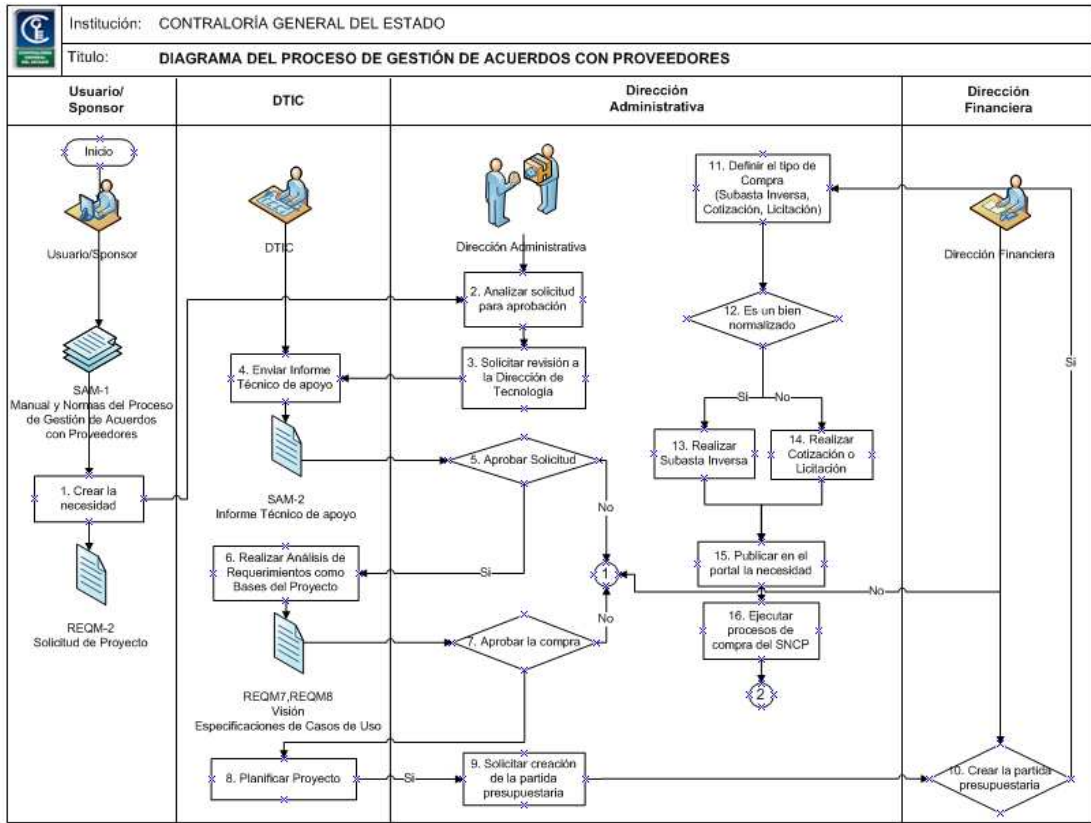 Institución: CONTRALORÍA GENERAL DEL ESTADO
Título: DIAGRAMA DEL PROCESO DE GESTIÓN DE ACUERDOS CON PROVEEDORES
Usuario/
Sponsor
DTIC
Dirección
Administrativa
Dirección
Financiera
Inicio
Usuario/Sponsor
SAM-1
Manual y Normas del Proceso
de Gestión de Acuerdos
con Proveedores
1. Crear la
necesidad
REQM-2
Solicitud de Proyecto
DTIC
4. Enviar Informe
Técnico de apoyo
SAM-2
Informe Técnico de apoyo
6. Realizar Análisis de
Requerimientos como
Bases del Proyecto
REQM7,REQM8
Visión
Especificaciones de Casos de Uso
8. Planificar Proyecto
Si
Dirección Administrativa
2. Analizar solicitud
para aprobación
3. Solicitar revisión a
la Dirección de
Tecnología
5. Aprobar Solicitud
No
Si
1
No
7. Aprobar la compra
9. Solicitar creación
de la partida
presupuestaria
11. Definir el tipo de
Compra
(Subasta Inversa,
Cotización, Licitación)
12. Es un bien
normalizado
Si
No
13. Realizar
Subasta Inversa
14. Realizar
Cotización o
Licitación
15. Publicar en el
portal la necesidad
16. Ejecutar
procesos de
compra del SNCP
2
No
Dirección Financiera
Si
10. Crear la partida
presupuestaria